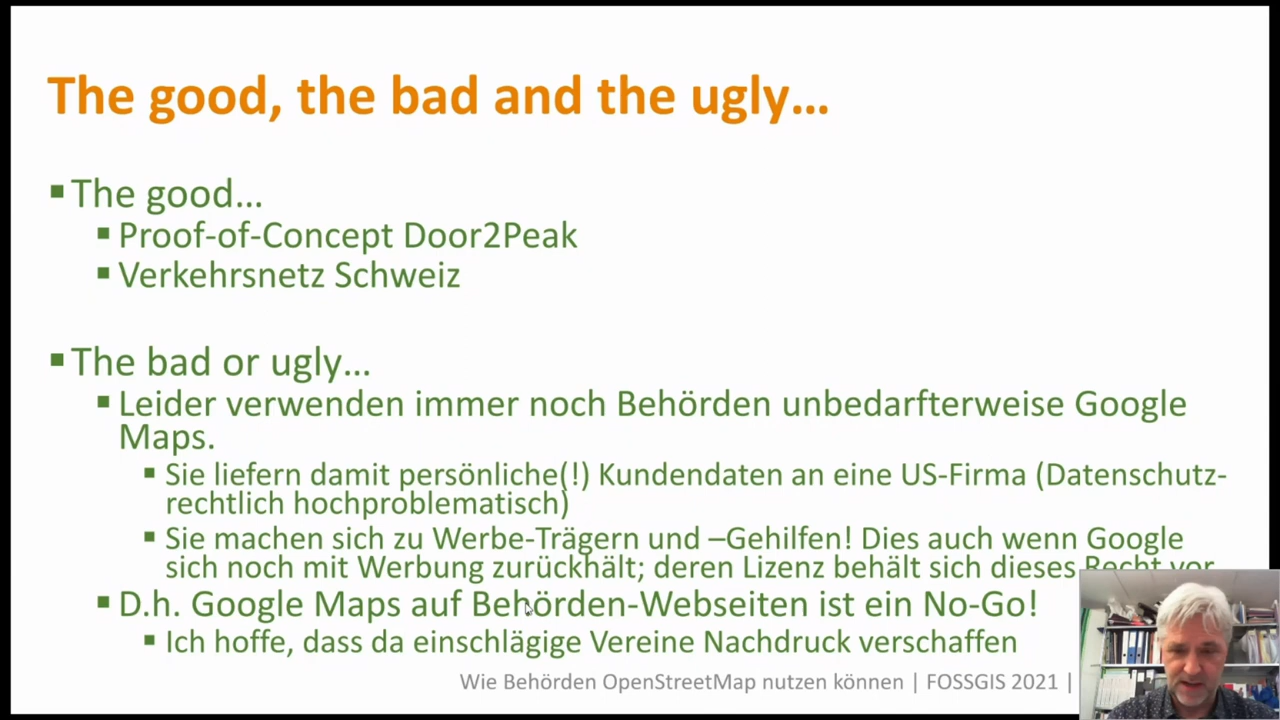 The good, the bad and the ugly…
▪ The good…
▪ Proof-of-Concept Door2Peak
▪ Verkehrsnetz Schweiz
▪ The bad or ugly…
▪ Leider verwenden immer noch Behörden unbedarfterweise Google
Maps.
▪ Sie liefern damit persönliche(!) Kundendaten an eine US-Firma (Datenschutz-
rechtlich hochproblematisch)
▪ Sie machen sich zu Werbe-Trägern und –Gehilfen! Dies auch wenn Google
sich noch mit Werbung zurückhält; deren Lizenz behält sich dieses Recht vor
▪ D.h. Google Maps auf Behörden-Webseiten ist ein No-Go!
▪ Ich hoffe, dass da einschlägige Vereine Nachdruck verschaffen
Wie Behörden OpenStreetMap nutzen können | FOSSGIS 2021 |